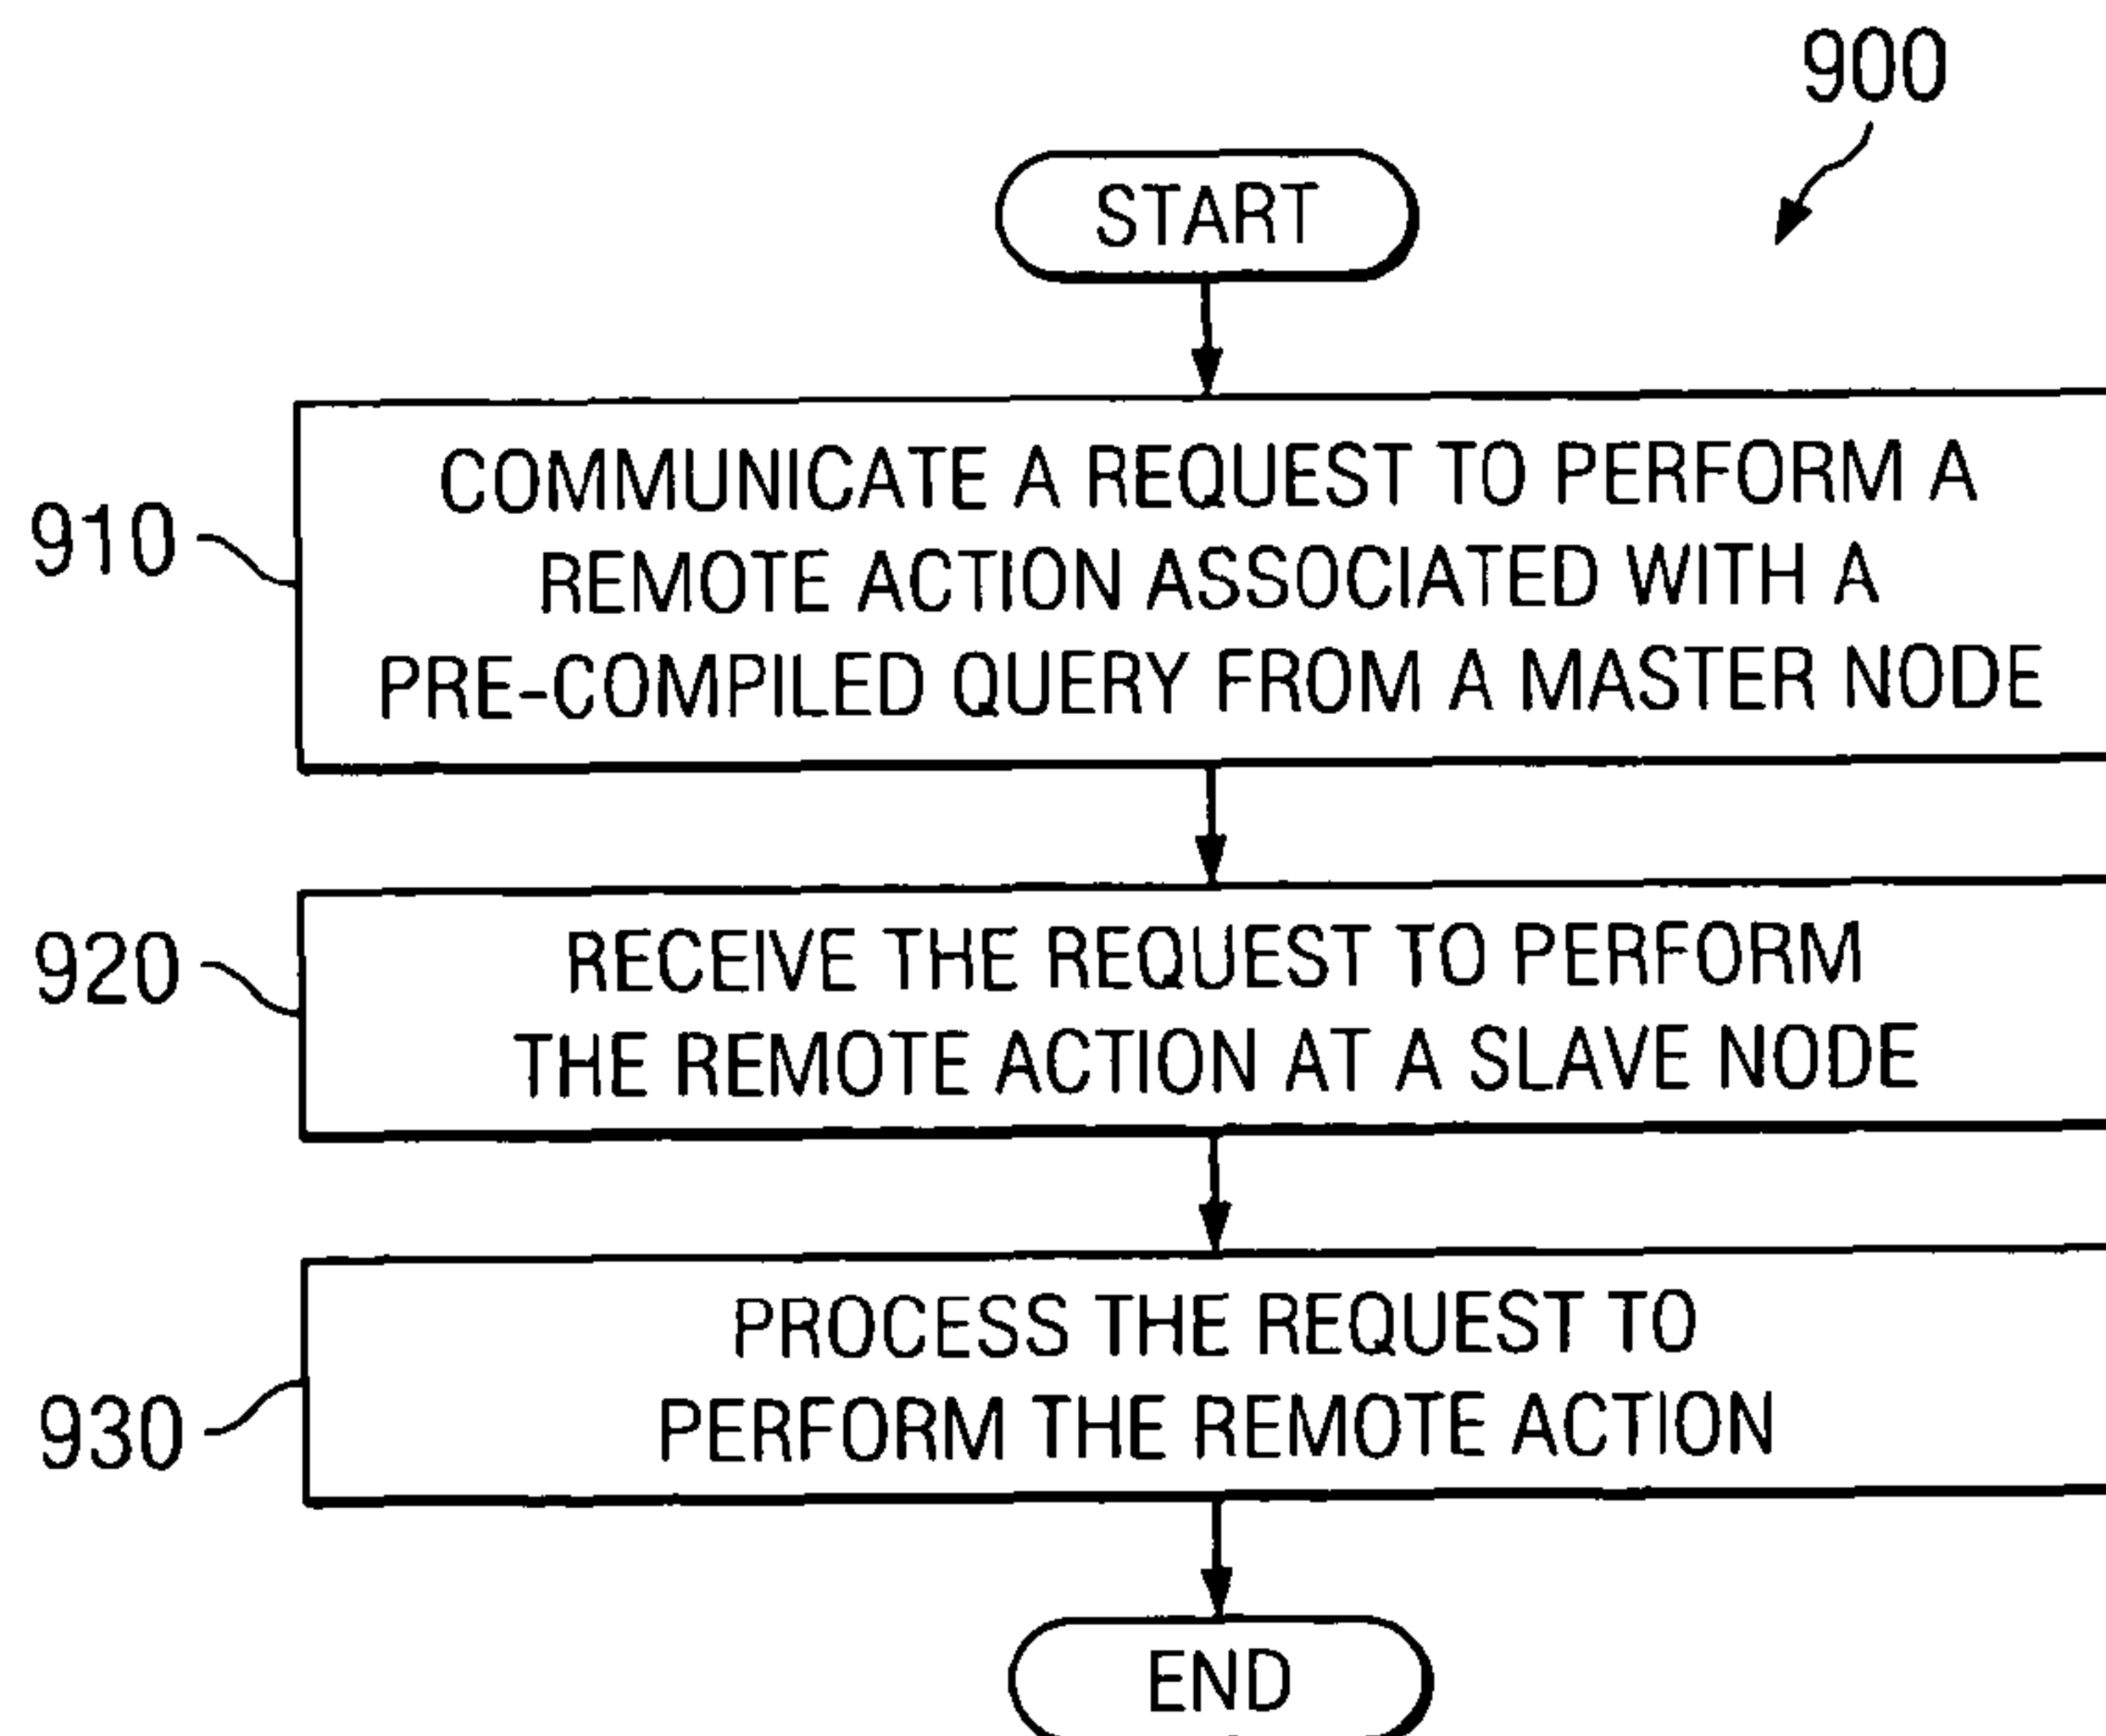 900
START
910
COMMUNICATE A REQUEST TO PERFORM A
REMOTE ACTION ASSOCIATED WITH A
PRE-COMPILED QUERY FROM A MASTER NODE
920
RECEIVE THE REQUEST TO PERFORM
THE REMOTE ACTION AT A SLAVE NODE
930
PROCESS THE REQUEST TO
PERFORM THE REMOTE ACTION
END